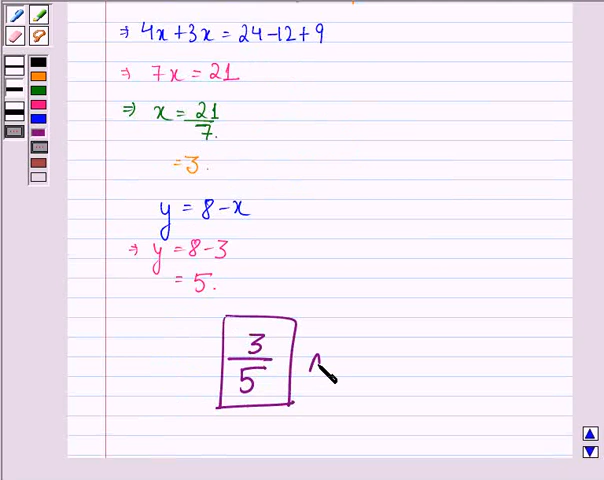 ⇒ 4x+3x = 24-12+9
⇒ 7x = 21
⇒ x = 21/7.
= 3.
y = 8-x
⇒ y = 8-3
= 5.
3/5